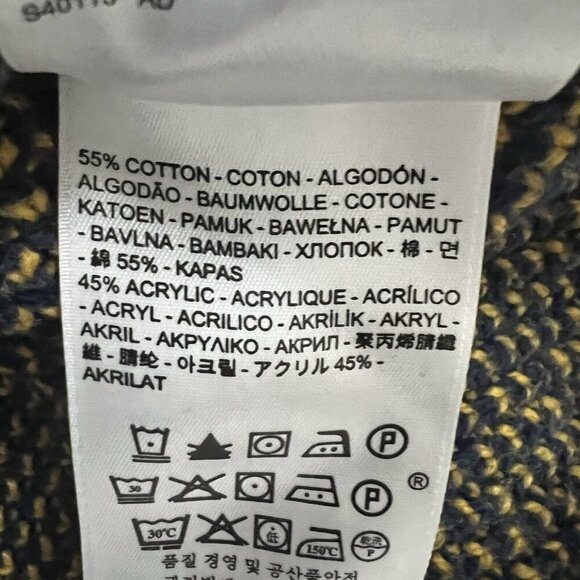 55% COTTON - COTON - ALGODÓN -
ALGODÃO - BAUMWOLLE - COTONE -
KATOEN - PAMUK - BAWEŁNA - PAMUT
- BAVLNA - BAMBAKI - ХЛОПОК - 棉 - 면
- 綿 55% - KAPAS
45% ACRYLIC - ACRYLIQUE - ACRÍLICO
- ACRYL - ACRILICO - AKRİLİK - AKRYL -
AKRIL - ΑΚΡΥΛΙΚΟ - АКРИЛ - 聚丙烯腈纖
維 - 腈纶 - 아크릴 - アクリル 45% -
AKRILAT
P
30 P ®
30℃ 低 150℃ 乾洗 P
품질 경영 및 공산품안전